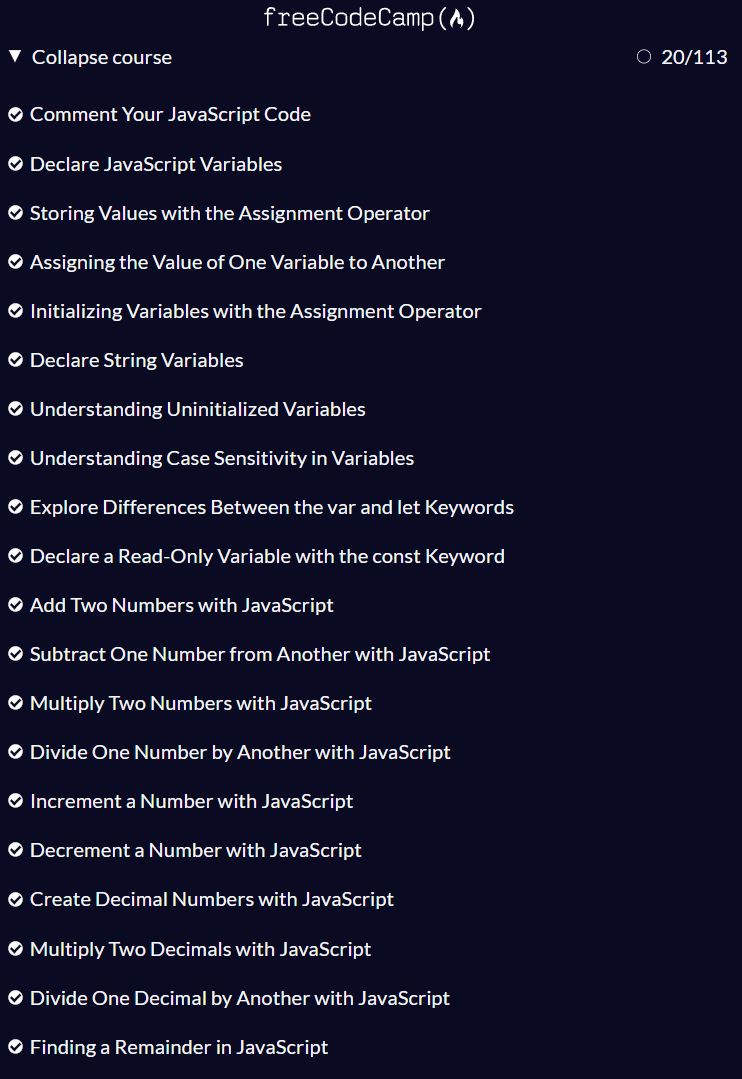 freeCodeCamp(🔥)
Collapse course 20/113
Comment Your JavaScript Code
Declare JavaScript Variables
Storing Values with the Assignment Operator
Assigning the Value of One Variable to Another
Initializing Variables with the Assignment Operator
Declare String Variables
Understanding Uninitialized Variables
Understanding Case Sensitivity in Variables
Explore Differences Between the var and let Keywords
Declare a Read-Only Variable with the const Keyword
Add Two Numbers with JavaScript
Subtract One Number from Another with JavaScript
Multiply Two Numbers with JavaScript
Divide One Number by Another with JavaScript
Increment a Number with JavaScript
Decrement a Number with JavaScript
Create Decimal Numbers with JavaScript
Multiply Two Decimals with JavaScript
Divide One Decimal by Another with JavaScript
Finding a Remainder in JavaScript